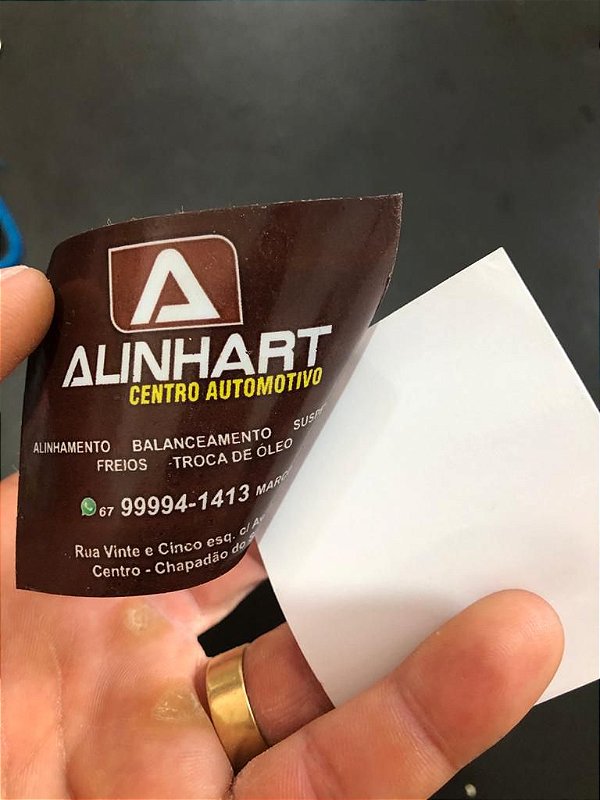 A
ALINHART
CENTRO AUTOMOTIVO
ALINHAMENTO BALANCEAMENTO
FREIOS TROCA DE ÓLEO
67 99994-1413
Rua Vinte e Cinco esq. c/
Centro - Chapadão do